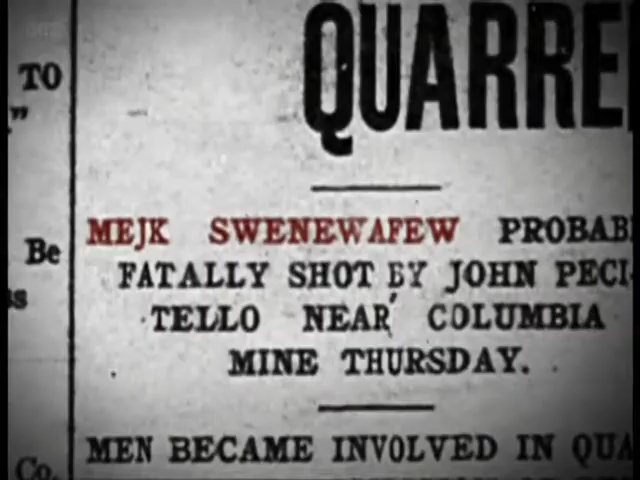 TO
"
Be
ss
Co.
QUARRE
MEJK SWENEWAFEW PROBAB
FATALLY SHOT BY JOHN PECI-
TELLO NEAR COLUMBIA
MINE THURSDAY.
MEN BECAME INVOLVED IN QUA